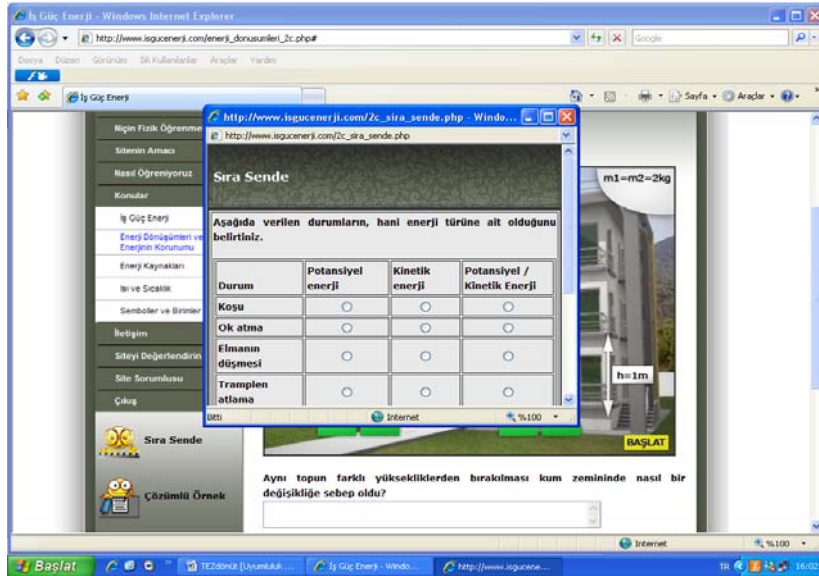 İş Güç Enerji - Windows Internet Explorer
http://www.isgucenerji.com/enerji_donusumleri_2c.php#
Google
Dosya Düzen Görünüm Sık Kullanılanlar Araçlar Yardım
İş Güç Enerji
Sayfa Araçlar
http://www.isgucenerji.com/2c_sira_sende.php - Windo...
http://www.isgucenerji.com/2c_sira_sende.php
Niçin Fizik Öğrenme
Sitenin Amacı
Nasıl Öğreniyoruz
Konular
İş Güç Enerji
Enerji Dönüşümleri ve
Enerjinin Korunumu
Enerji Kaynakları
Isı ve Sıcaklık
Semboller ve Birimler
İletişim
Siteyi Değerlendirin
Site Sorumlusu
Çıkış
Sıra Sende
Çözümlü Örnek
Sıra Sende
Aşağıda verilen durumların, hani enerji türüne ait olduğunu
belirtiniz.
Durum Potansiyel enerji Kinetik enerji Potansiyel / Kinetik Enerji
Koşu
Ok atma
Elmanın
düşmesi
Tramplen
atlama
Bitti Internet %100
m1=m2=2kg
h=1m
BAŞLAT
Aynı topun farklı yüksekliklerden bırakılması kum zemininde nasıl bir
değişikliğe sebep oldu?
Internet %100
Başlat
TEZdönüt [Uyumluluk ...
İş Güç Enerji - Windo...
http://www.isgucene...
TR 16:02